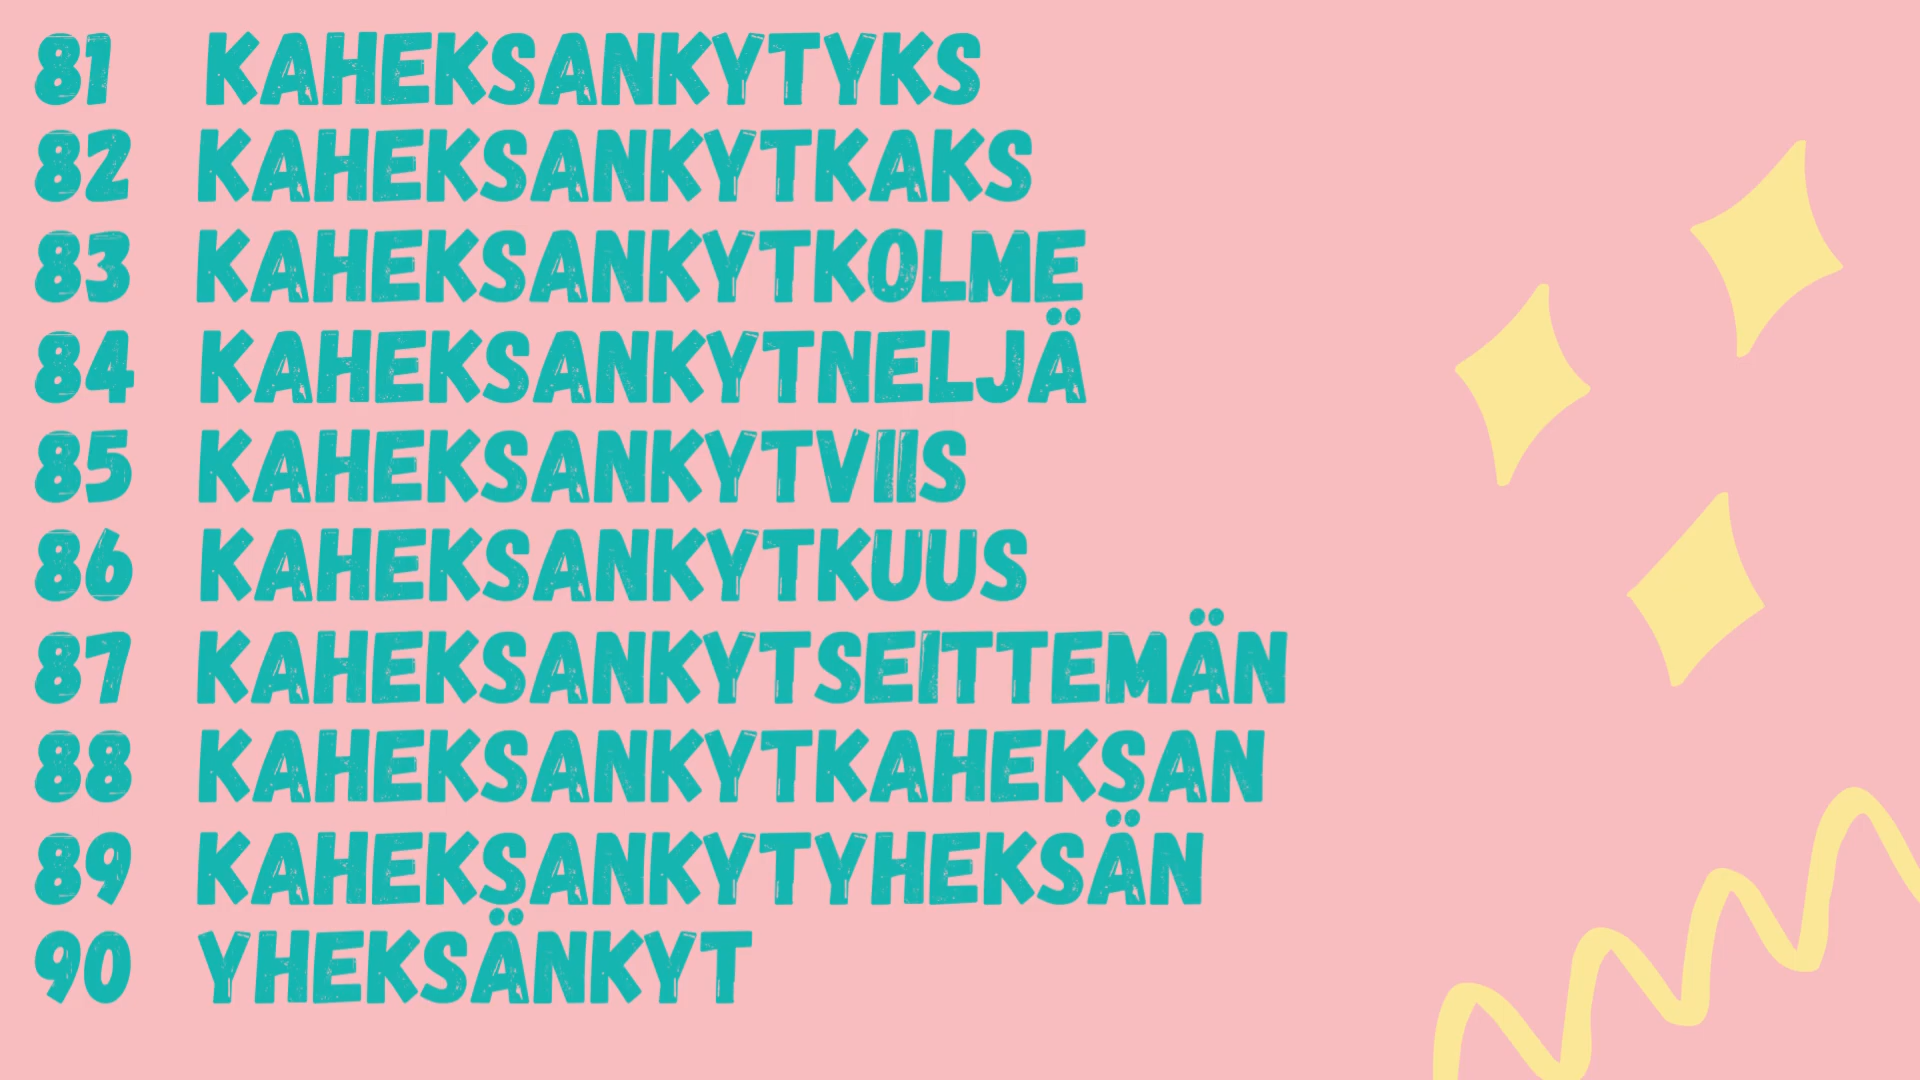 81 KAHEKSANKYTYKS
82 KAHEKSANKYTKAKS
83 KAHEKSANKYTKOLME
84 KAHEKSANKYTNELJÄ
85 KAHEKSANKYTVIIS
86 KAHEKSANKYTKUUS
87 KAHEKSANKYTSEITTEMÄN
88 KAHEKSANKYTKAHEKSAN
89 KAHEKSANKYTYHEKSÄN
90 YHEKSÄNKYT